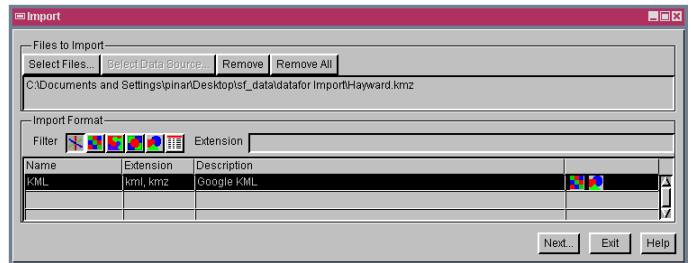 Import
Files to Import
Select Files... Select Data Source... Remove Remove All
C:\Documents and Settings\pinar\Desktop\sf_data\datafor Import\Hayward.kmz
Import Format
Filter Extension
Name Extension Description
KML kml, kmz Google KML
Next... Exit Help